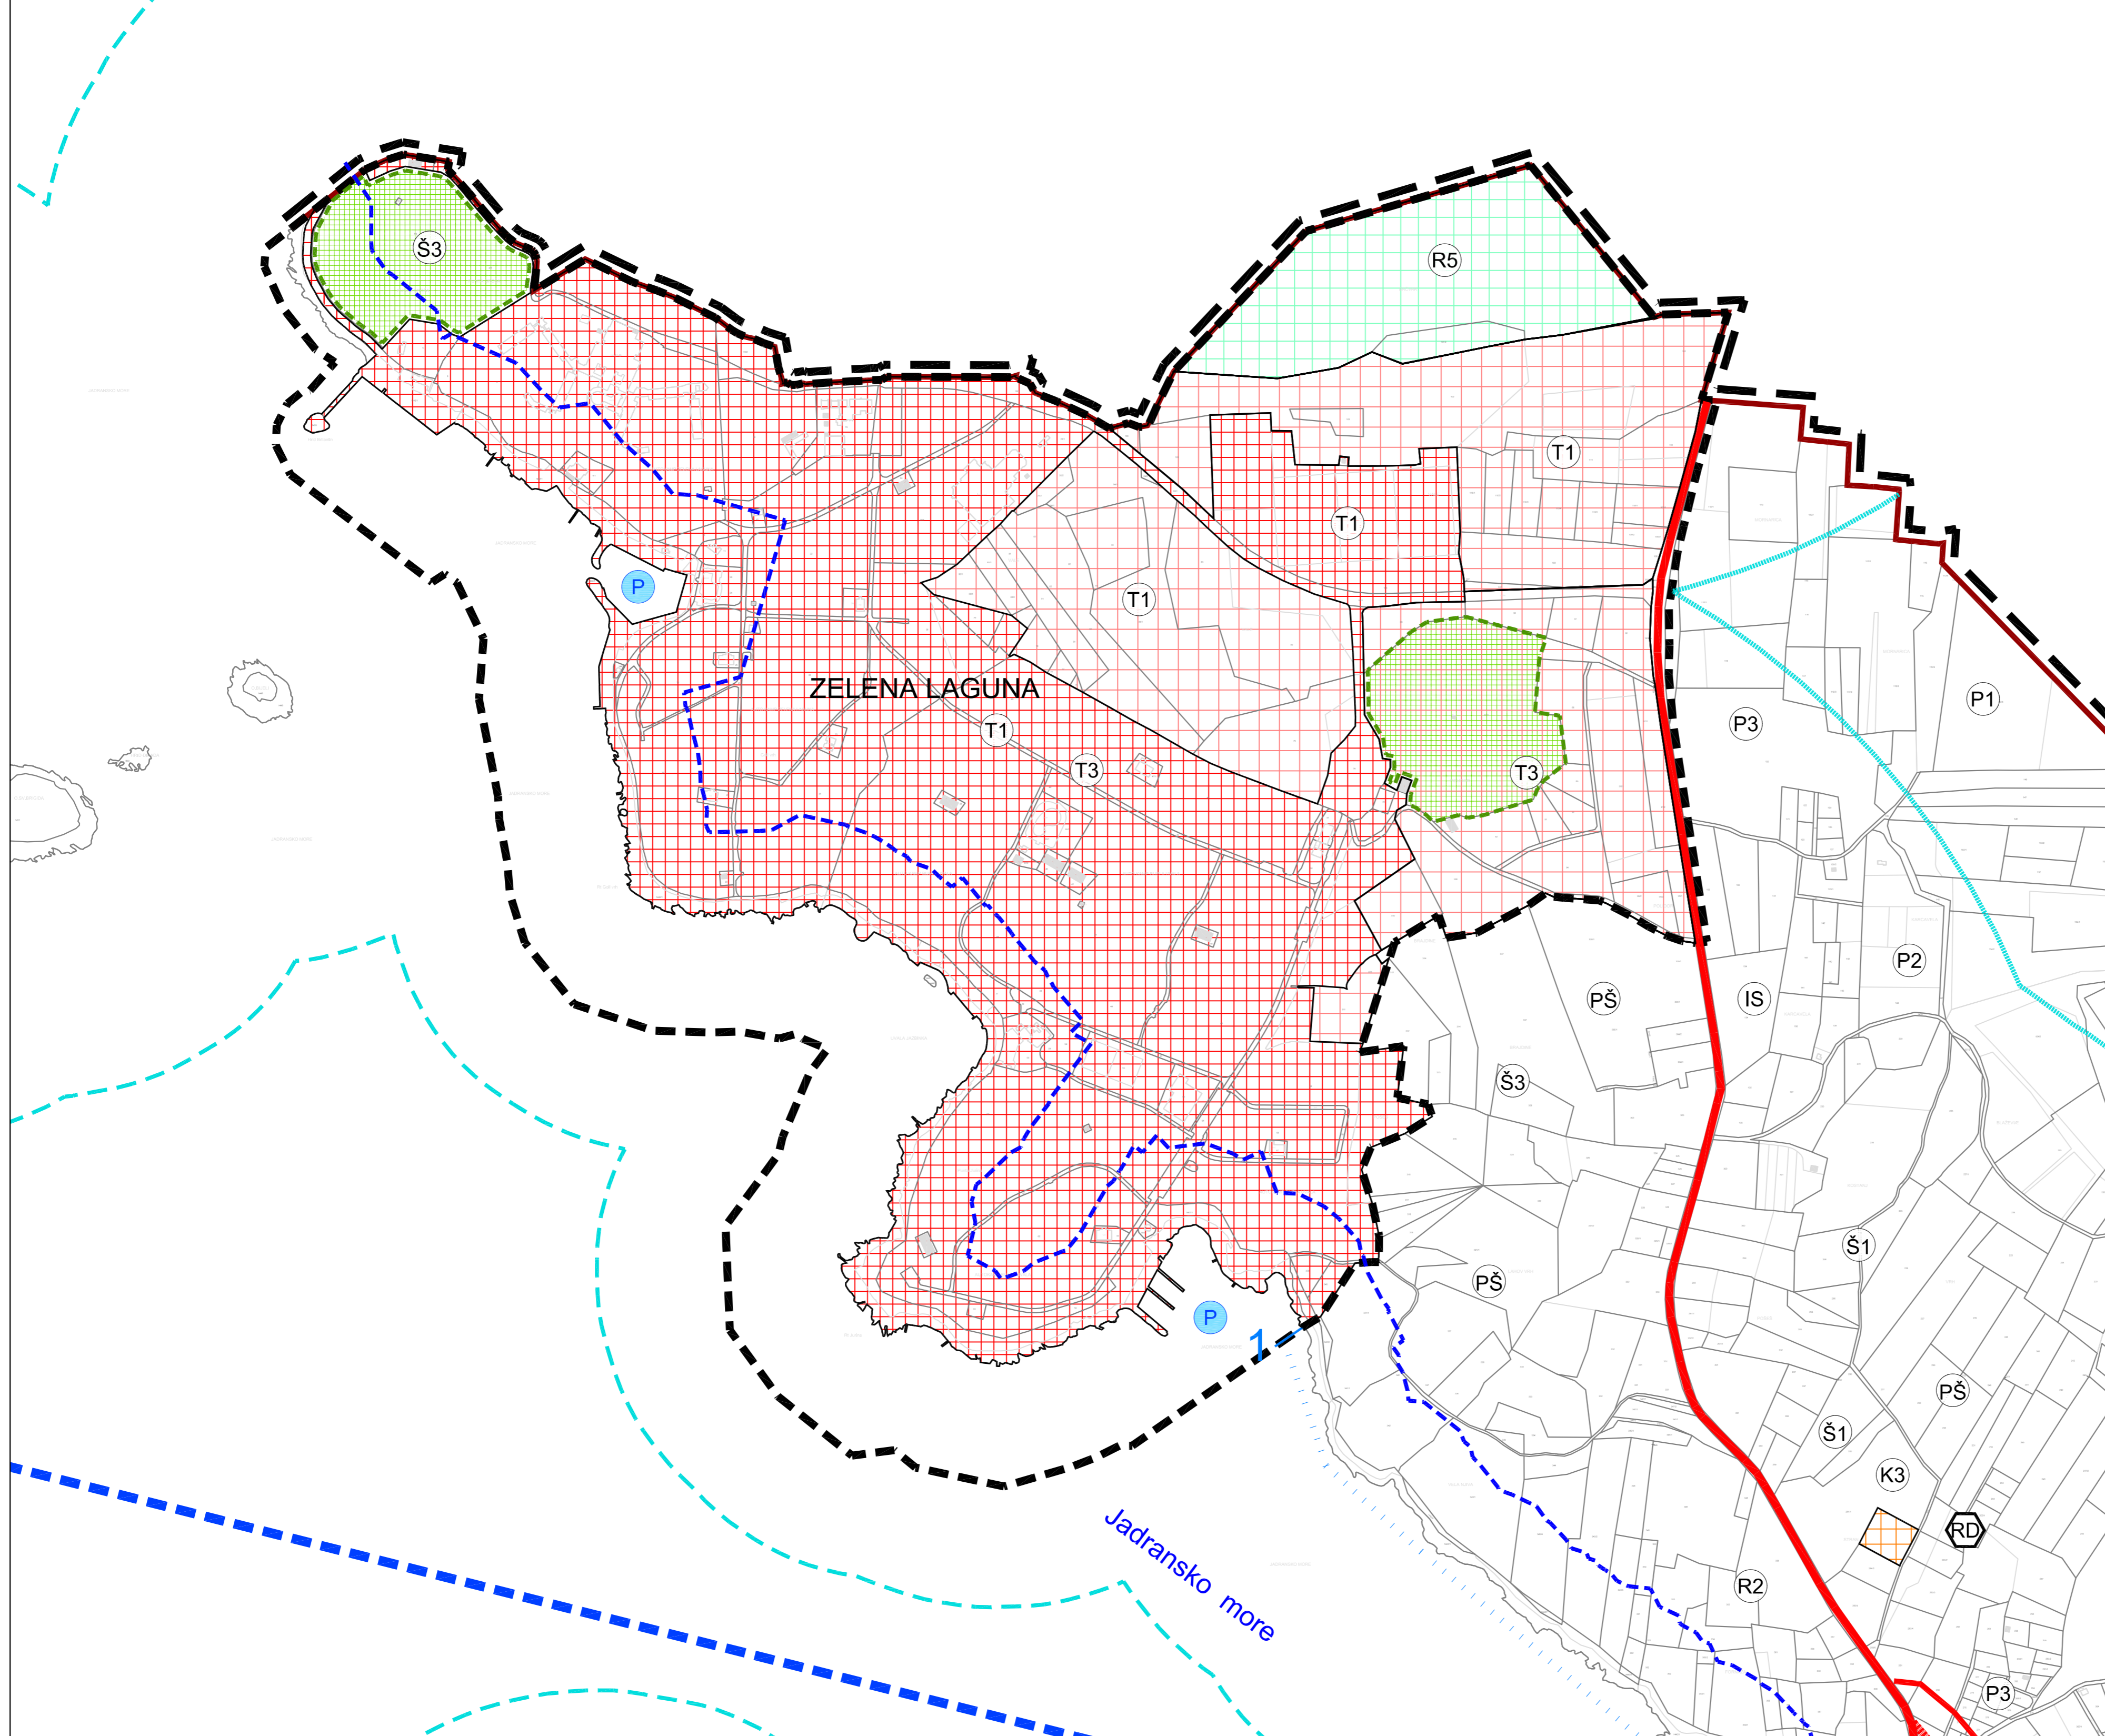 Š3
R5
T1
T1
P
T1
ZELENA LAGUNA
T1
T3
T3
P3
P1
P2
PŠ
IS
Š3
Š1
PŠ
P
1
PŠ
Š1
K3
RD
Jadransko more
R2
P3